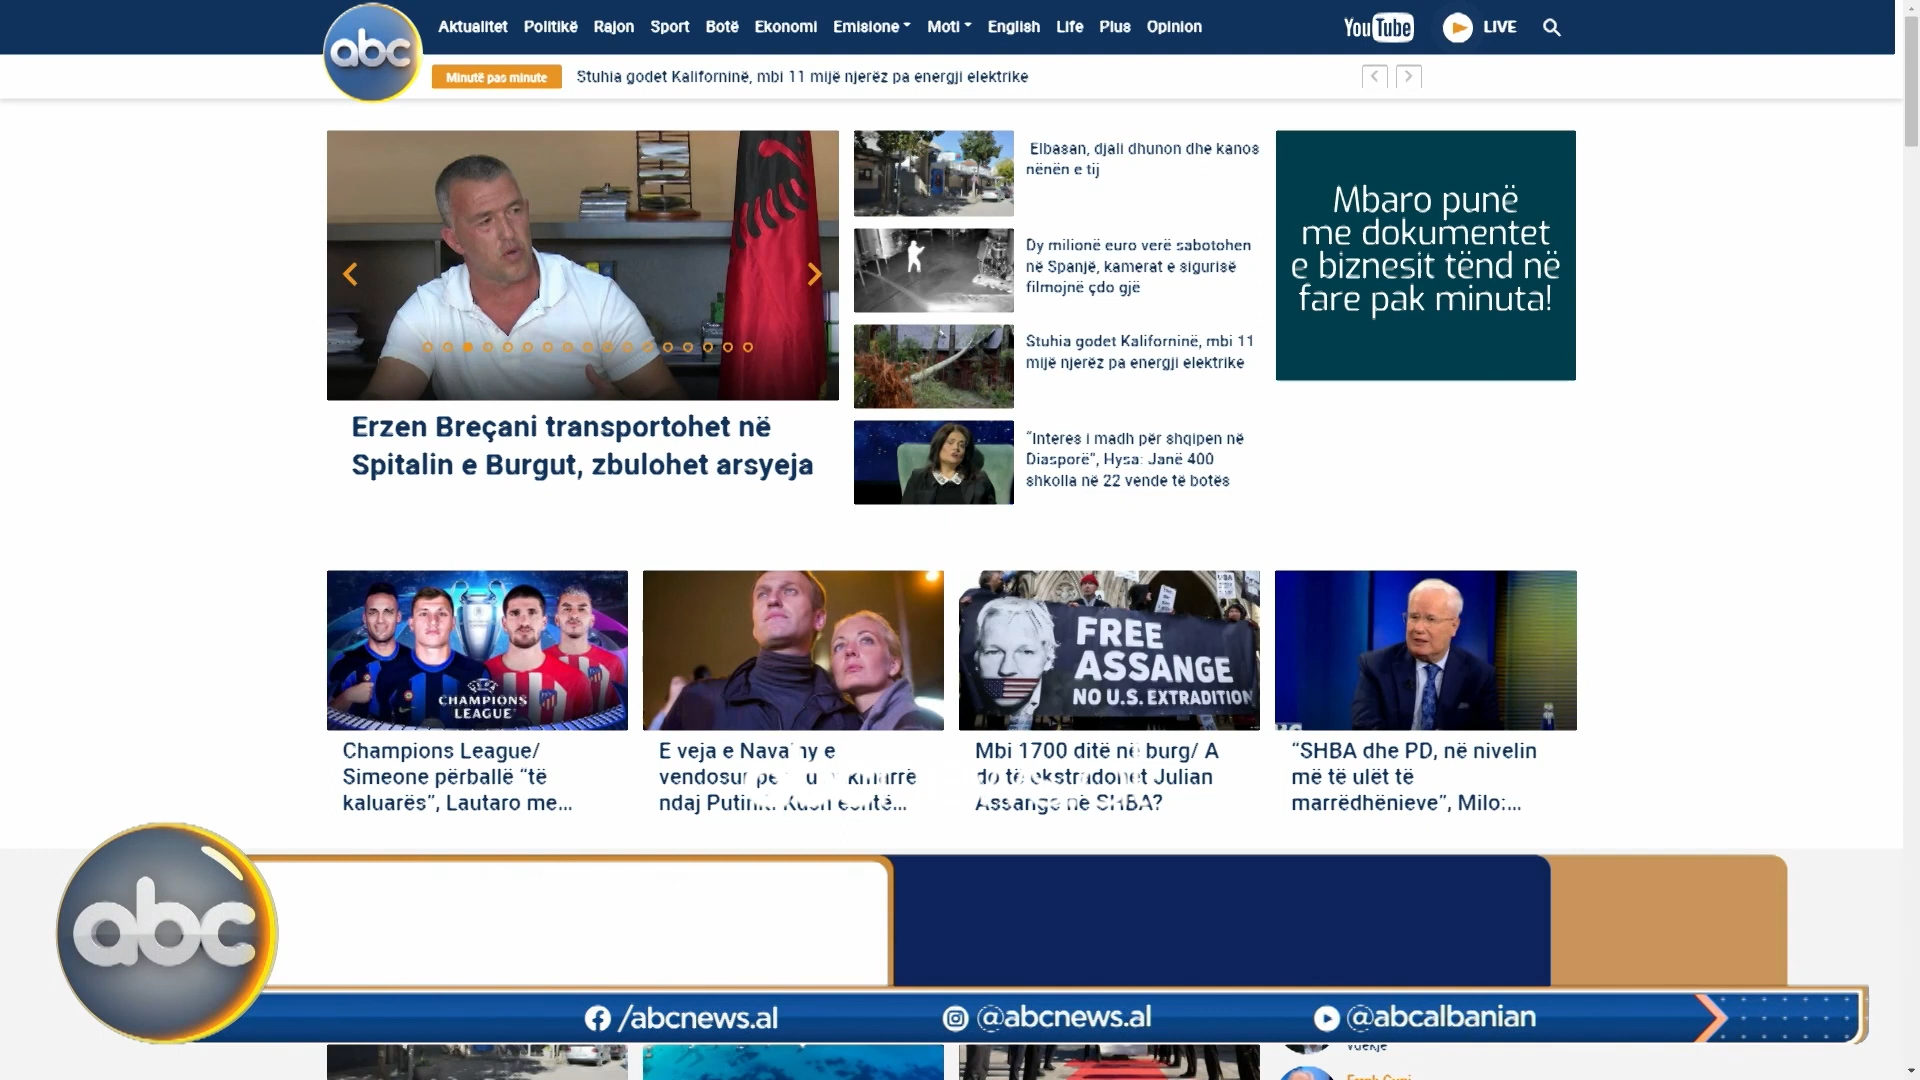 abc
Aktualitet Politikë Rajon Sport Botë Ekonomi Emisione Moti English Life Plus Opinion
YouTube
LIVE
Minutë pas minute
Stuhia godet Kaliforninë, mbi 11 mijë njerëz pa energji elektrike
Erzen Breçani transportohet në
Spitalin e Burgut, zbulohet arsyeja
Elbasan, djali dhunon dhe kanos
nënën e tij
Dy milionë euro verë sabotohen
në Spanjë, kamerat e sigurisë
filmojnë çdo gjë
Stuhia godet Kaliforninë, mbi 11
mijë njerëz pa energji elektrike
“Interes i madh për shqipen në
Diasporë”, Hysa: Janë 400
shkolla në 22 vende të botës
Mbaro punë
me dokumentet
e biznesit tënd në
fare pak minuta!
CHAMPIONS
LEAGUE
Champions League/
Simeone përballë “të
kaluarës”, Lautaro me...
E veja e Navalny e
vendosur
ndaj Putinit:
FREE
ASSANGE
NO U.S. EXTRADITION
Mbi 1700 ditë në burg/ A
do të ekstradohet Julian
Assange në SHBA?
“SHBA dhe PD, në nivelin
më të ulët të
marrëdhënieve”, Milo:...
abc
/abcnews.al
@abcnews.al
@abcalbanian